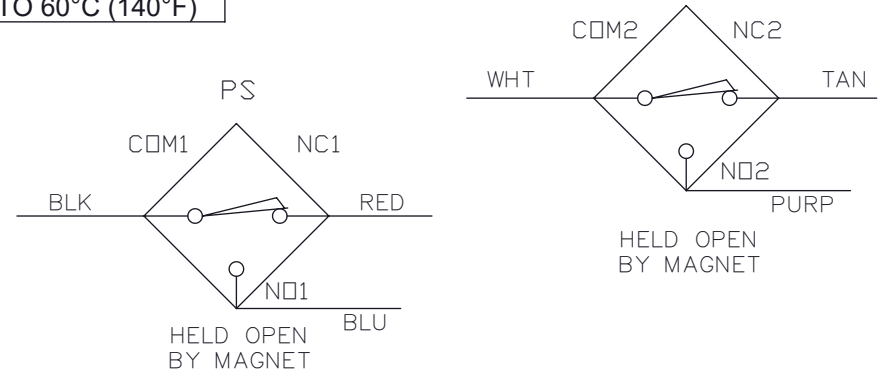 TO 60°C (140°F)
PS
COM1
NC1
BLK
RED
NO1
BLU
HELD OPEN
BY MAGNET
COM2
NC2
WHT
TAN
NO2
PURP
HELD OPEN
BY MAGNET